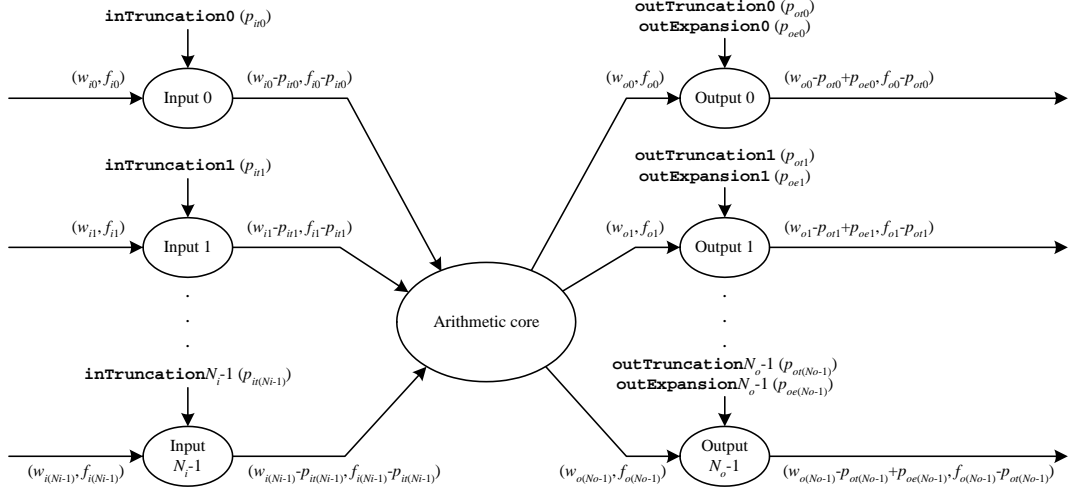 inTruncation0 (p_it0)
(w_i0, f_i0)
Input 0
(w_i0-p_it0, f_i0-p_it0)
outTruncation0 (p_ot0)
outExpansion0 (p_oe0)
(w_o0, f_o0)
Output 0
(w_o0-p_ot0+p_oe0, f_o0-p_ot0)
inTruncation1 (p_it1)
(w_i1, f_i1)
Input 1
(w_i1-p_it1, f_i1-p_it1)
outTruncation1 (p_ot1)
outExpansion1 (p_oe1)
(w_o1, f_o1)
Output 1
(w_o1-p_ot1+p_oe1, f_o1-p_ot1)
Arithmetic core
inTruncationN_i-1 (p_it(Ni-1))
(w_i(Ni-1), f_i(Ni-1))
Input
N_i-1
(w_i(Ni-1)-p_it(Ni-1), f_i(Ni-1)-p_it(Ni-1))
outTruncationN_o-1 (p_ot(No-1))
outExpansionN_o-1 (p_oe(No-1))
(w_o(No-1), f_o(No-1))
Output
N_o-1
(w_o(No-1)-p_ot(No-1)+p_oe(No-1), f_o(No-1)-p_ot(No-1))